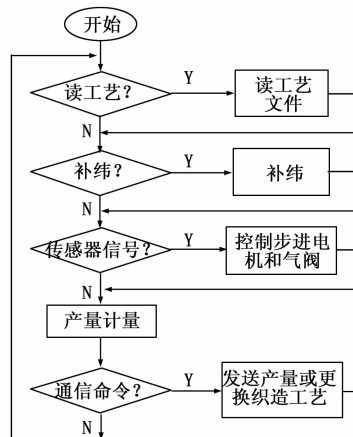 开始
读工艺?
Y
读工艺
文件
N
补纬?
Y
补纬
N
传感器信号?
Y
控制步进电
机和气阀
N
产量计量
通信命令?
Y
发送产量或更
换织造工艺
N